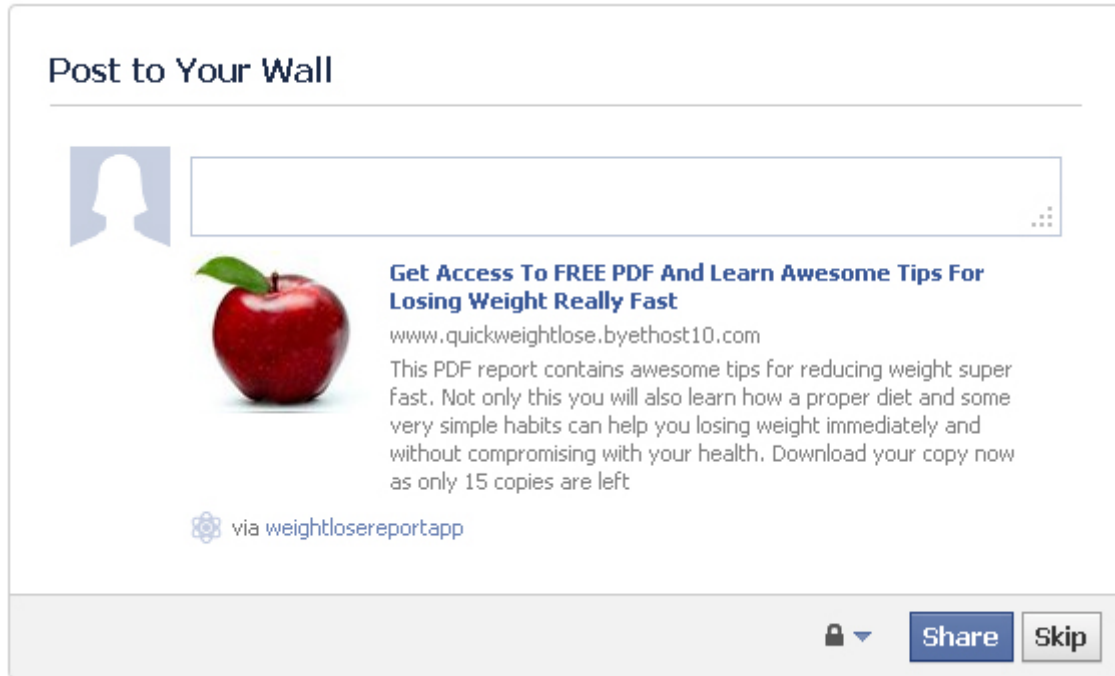 Post to Your Wall
Get Access To FREE PDF And Learn Awesome Tips For
Losing Weight Really Fast
www.quickweightlose.byethost10.com
This PDF report contains awesome tips for reducing weight super
fast. Not only this you will also learn how a proper diet and some
very simple habits can help you losing weight immediately and
without compromising with your health. Download your copy now
as only 15 copies are left
via weightlosereportapp
Share Skip